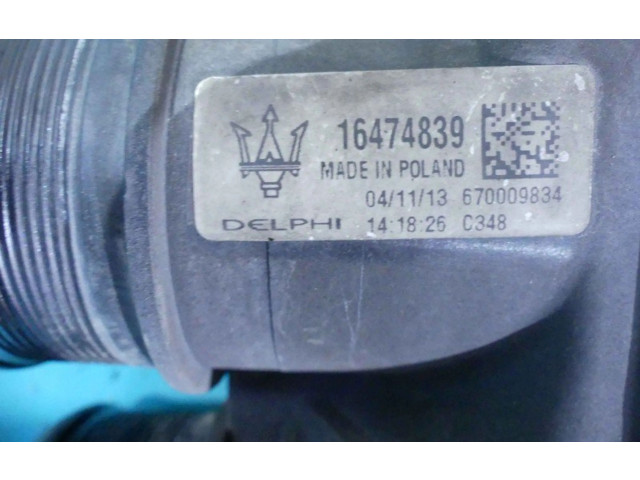 16474839
MADE IN POLAND
04/11/13 670009834
DELPHI 14:18:26 C348